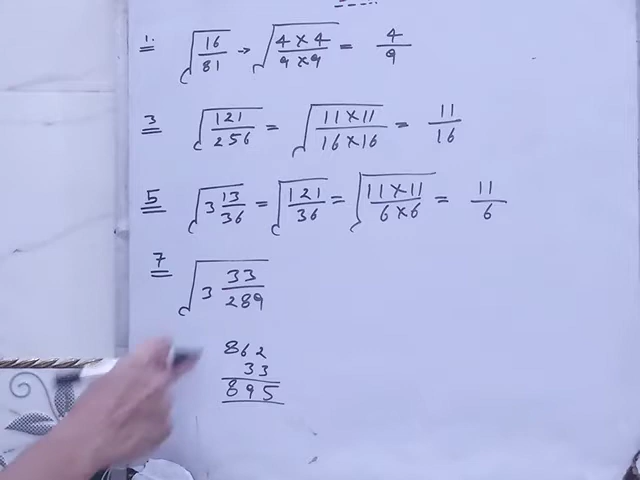 1. √16/81 → √4×4/9×9 = 4/9
3 √121/256 = √11×11/16×16 = 11/16
5 √3 13/36 = √121/36 = √11×11/6×6 = 11/6
7 √3 33/289
862
33
895